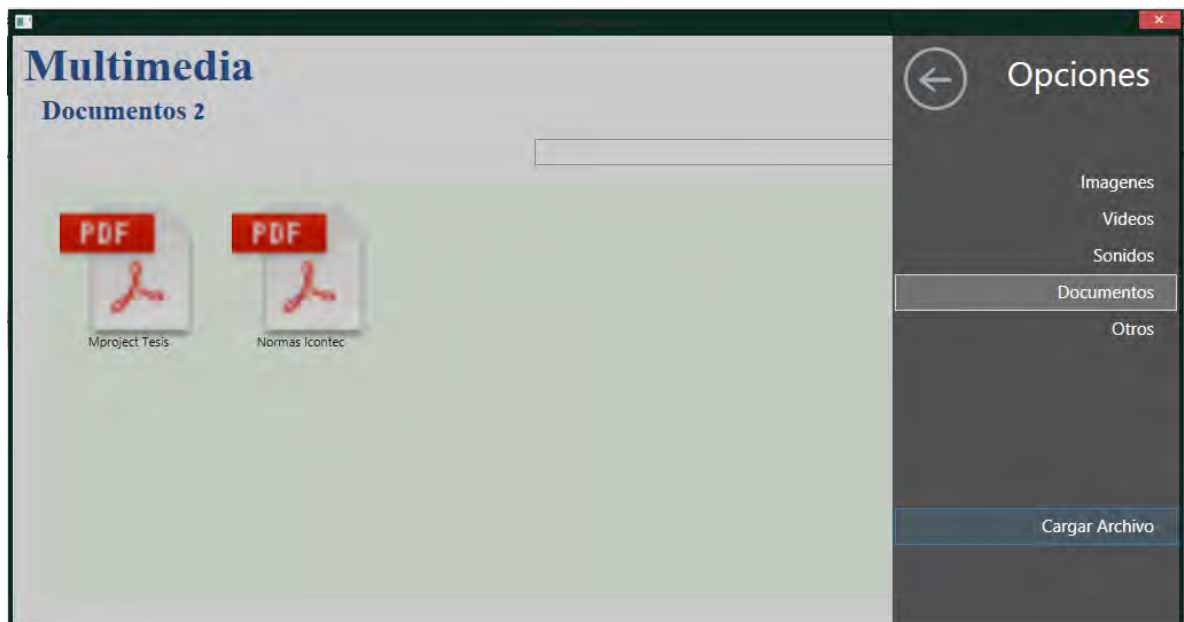 Multimedia
Documentos 2
PDF
PDF
Mproject Tesis
Normas Icontec
Opciones
Imagenes
Videos
Sonidos
Documentos
Otros
Cargar Archivo